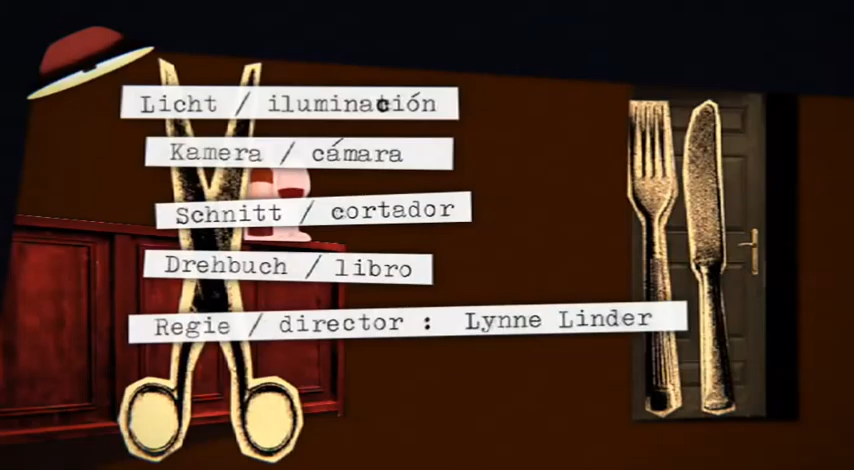 Licht / iluminación
Kamera / cámara
Schnitt / cortador
Drehbuch / libro
Regie / director : Lynne Linder